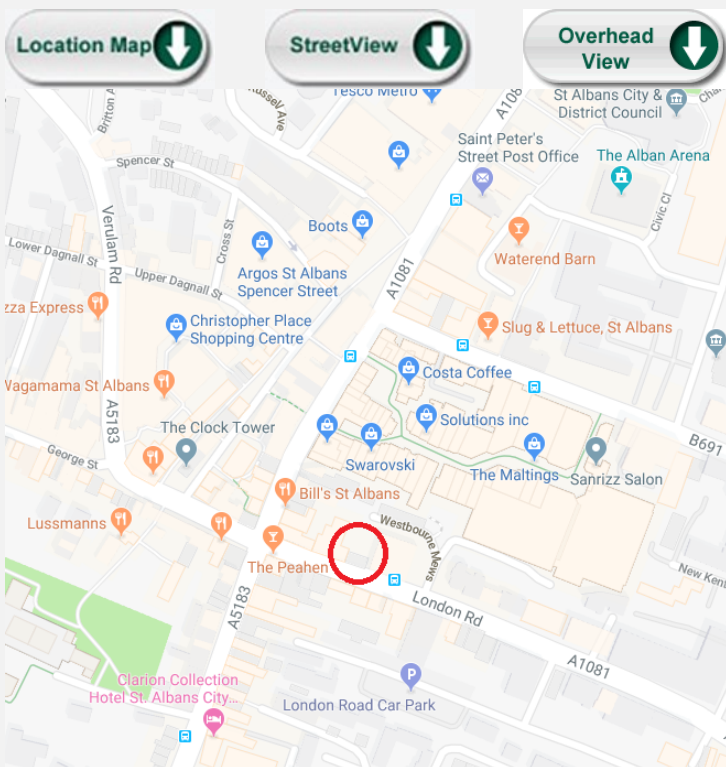 Location Map
StreetView
Overhead
View
Britton A
Russel Ave
Tesco Metro
A108
St Albans City &
District Council
Cha
Saint Peter's
Street Post Office
The Alban Arena
Spencer St
Civic Cl
Verulam Rd
Cross St
Boots
Waterend Barn
Lower Dagnall St
Upper Dagnall St
Argos St Albans
Spencer Street
A1081
zza Express
Christopher Place
Shopping Centre
Slug & Lettuce, St Albans
Costa Coffee
Wagamama St Albans
A5183
The Clock Tower
Solutions inc
B691
George St
Swarovski
The Maltings
Sanrizz Salon
Bill's St Albans
Lussmanns
Westbourne Mews
The Peahen
New Kent
A5183
London Rd
A1081
Clarion Collection
Hotel St. Albans City...
P
London Road Car Park